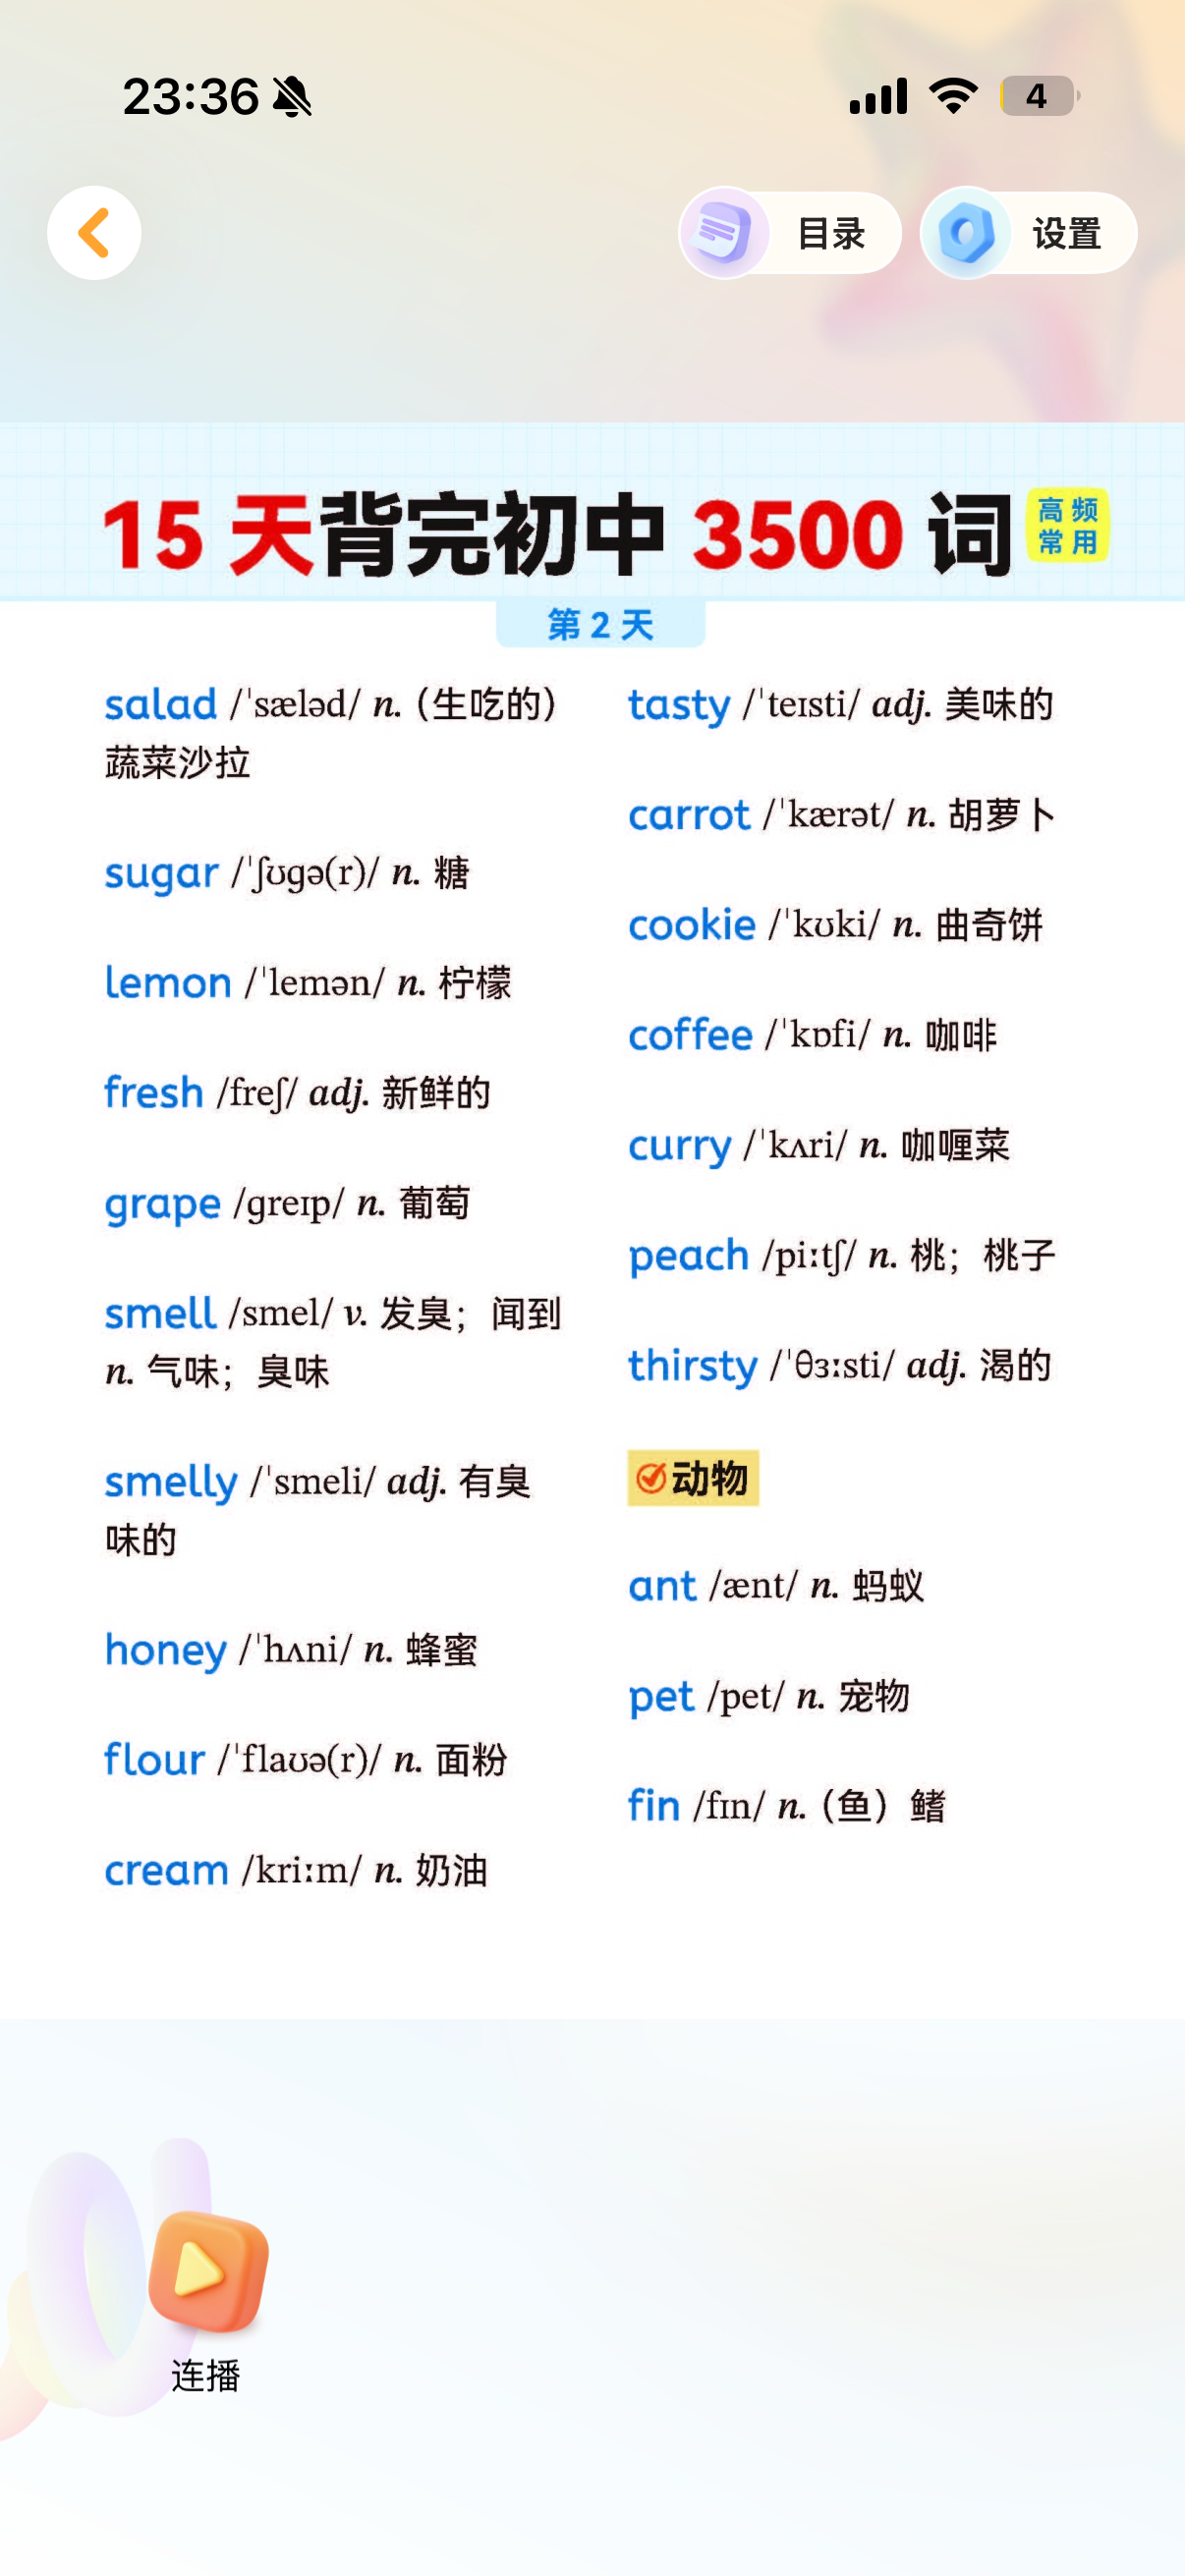 23:36
4
目录
设置
15 天背完初中 3500 词
高频
常用
第 2 天
salad /ˈsæləd/ n.（生吃的）
蔬菜沙拉
sugar /ˈʃʊgə(r)/ n. 糖
lemon /ˈlemən/ n. 柠檬
fresh /freʃ/ adj. 新鲜的
grape /greɪp/ n. 葡萄
smell /smel/ v. 发臭；闻到
n. 气味；臭味
smelly /ˈsmeli/ adj. 有臭
味的
honey /ˈhʌni/ n. 蜂蜜
flour /ˈflaʊə(r)/ n. 面粉
cream /kriːm/ n. 奶油
tasty /ˈteɪsti/ adj. 美味的
carrot /ˈkærət/ n. 胡萝卜
cookie /ˈkʊki/ n. 曲奇饼
coffee /ˈkɒfi/ n. 咖啡
curry /ˈkʌri/ n. 咖喱菜
peach /piːtʃ/ n. 桃；桃子
thirsty /ˈθɜːsti/ adj. 渴的
动物
ant /ænt/ n. 蚂蚁
pet /pet/ n. 宠物
fin /fɪn/ n.（鱼）鳍
连播